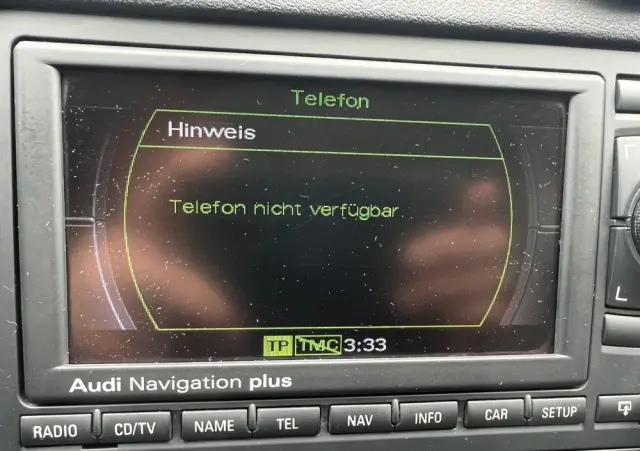 Telefon
Hinweis
Telefon nicht verfügbar
TP TMC 3:33
Audi Navigation plus
RADIO CD/TV NAME TEL NAV INFO CAR SETUP
L
L